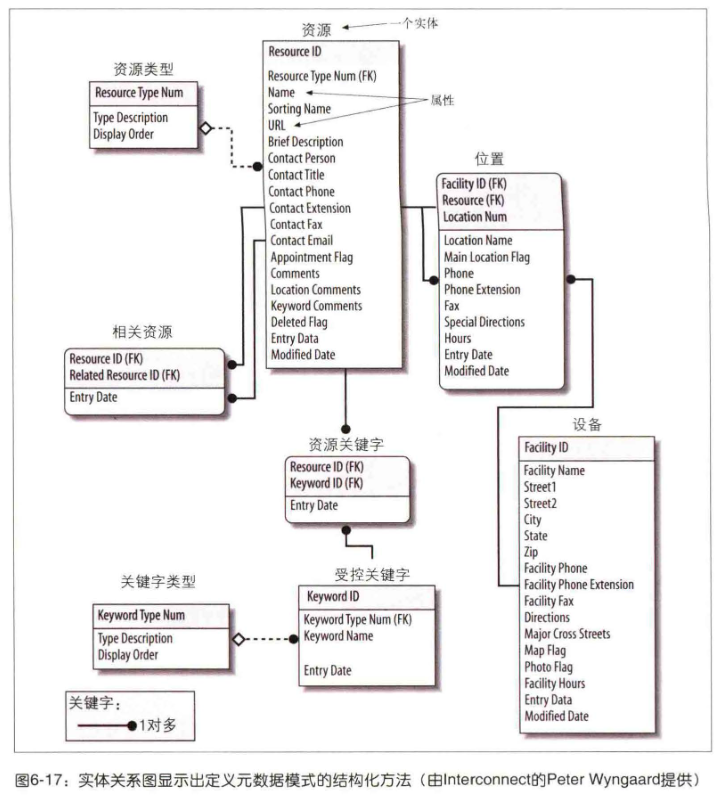 资源
一个实体
Resource ID
Resource Type Num (FK)
Name
Sorting Name
URL
Brief Description
Contact Person
Contact Title
Contact Phone
Contact Extension
Contact Fax
Contact Email
Appointment Flag
Comments
Location Comments
Keyword Comments
Deleted Flag
Entry Data
Modified Date
属性
资源类型
Resource Type Num
Type Description
Display Order
位置
Facility ID (FK)
Resource (FK)
Location Num
Location Name
Main Location Flag
Phone
Phone Extension
Fax
Special Directions
Hours
Entry Date
Modified Date
相关资源
Resource ID (FK)
Related Resource ID (FK)
Entry Date
资源关键字
Resource ID (FK)
Keyword ID (FK)
Entry Date
设备
Facility ID
Facility Name
Street1
Street2
City
State
Zip
Facility Phone
Facility Phone Extension
Facility Fax
Directions
Major Cross Streets
Map Flag
Photo Flag
Facility Hours
Entry Data
Modified Date
关键字类型
Keyword Type Num
Type Description
Display Order
受控关键字
Keyword ID
Keyword Type Num (FK)
Keyword Name
Entry Date
关键字：
1对多
图6-17：实体关系图显示出定义元数据模式的结构化方法（由Interconnect的Peter Wyngaard提供）